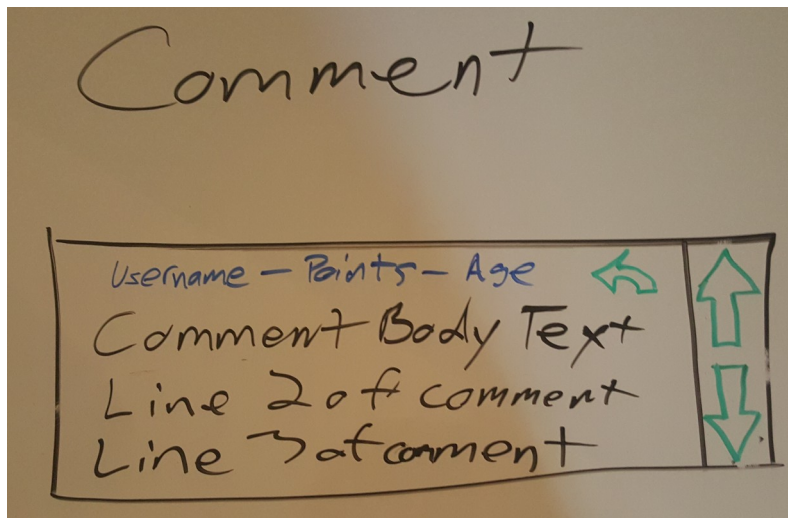 Comment
Username - Points - Age
Comment Body Text
Line 2 of comment
Line 3 of comment